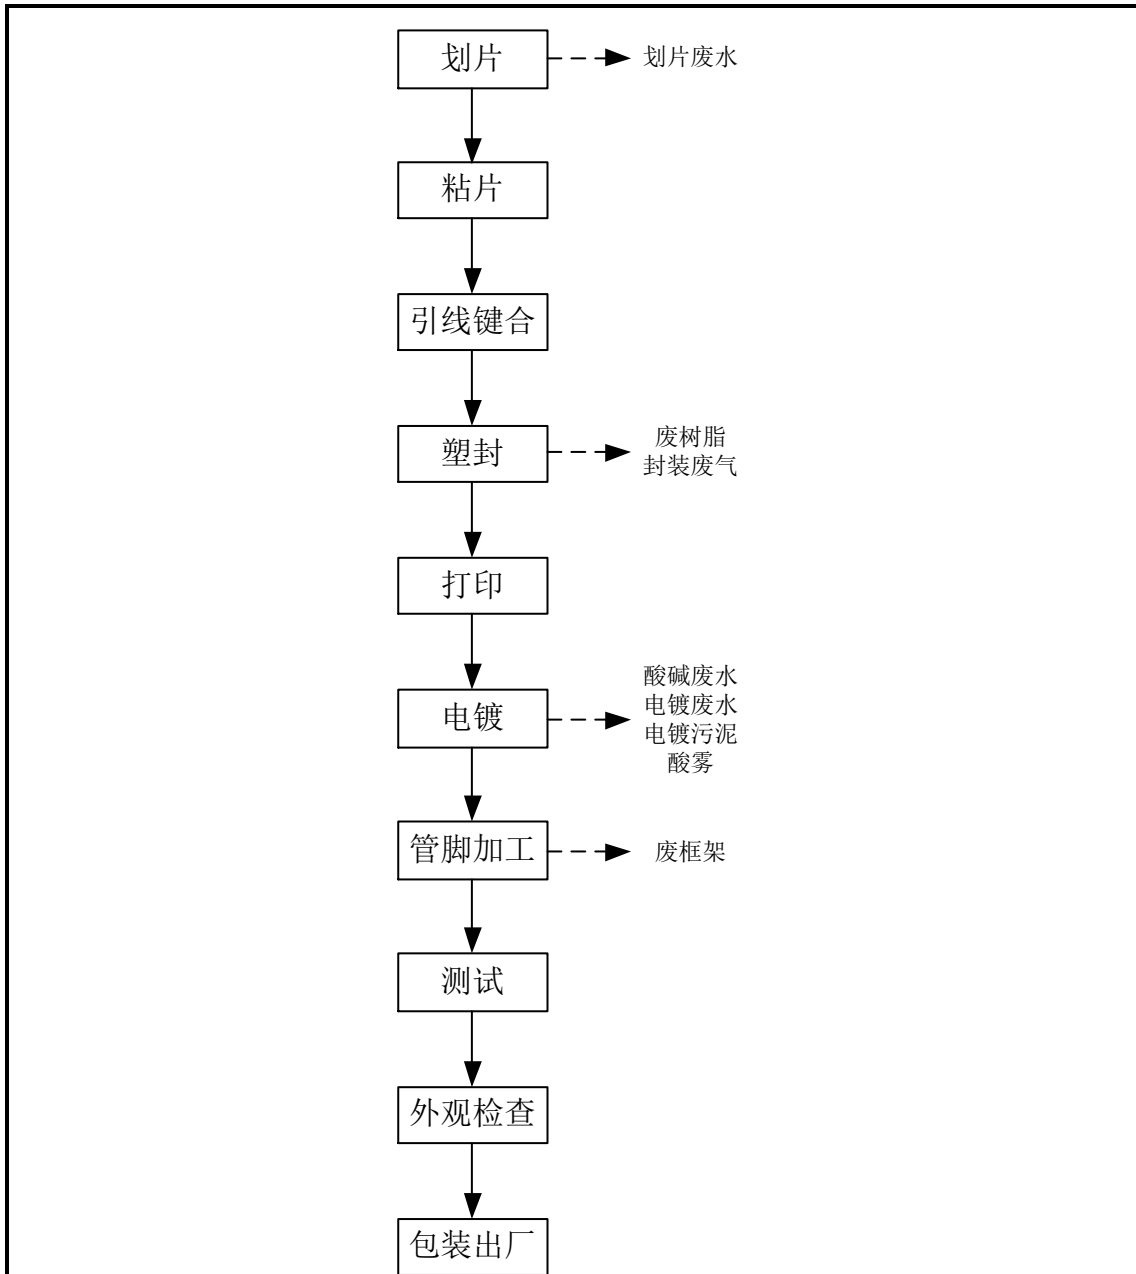 划片
划片废水
粘片
引线键合
塑封
废树脂
封装废气
打印
电镀
酸碱废水
电镀废水
电镀污泥
酸雾
管脚加工
废框架
测试
外观检查
包装出厂